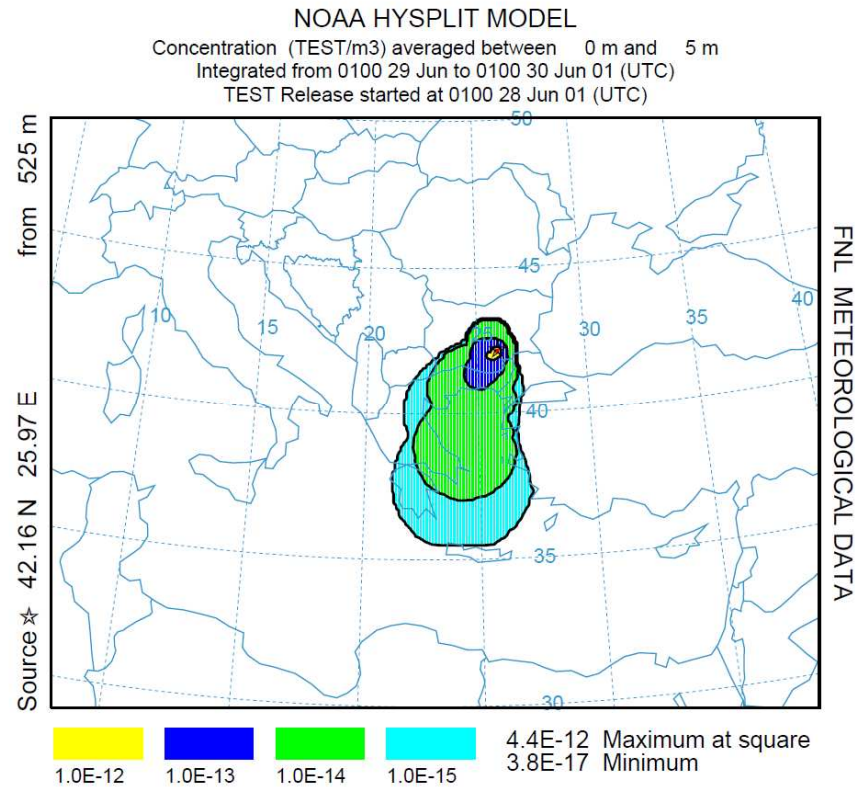 NOAA HYSPLIT MODEL
Concentration (TEST/m3) averaged between 0 m and 5 m
Integrated from 0100 29 Jun to 0100 30 Jun 01 (UTC)
TEST Release started at 0100 28 Jun 01 (UTC)
Source ☆ 42.16 N 25.97 E from 525 m
FNL METEOROLOGICAL DATA
50
45
40
10
15
20
25
30
35
40
35
30
1.0E-12
1.0E-13
1.0E-14
1.0E-15
4.4E-12 Maximum at square
3.8E-17 Minimum